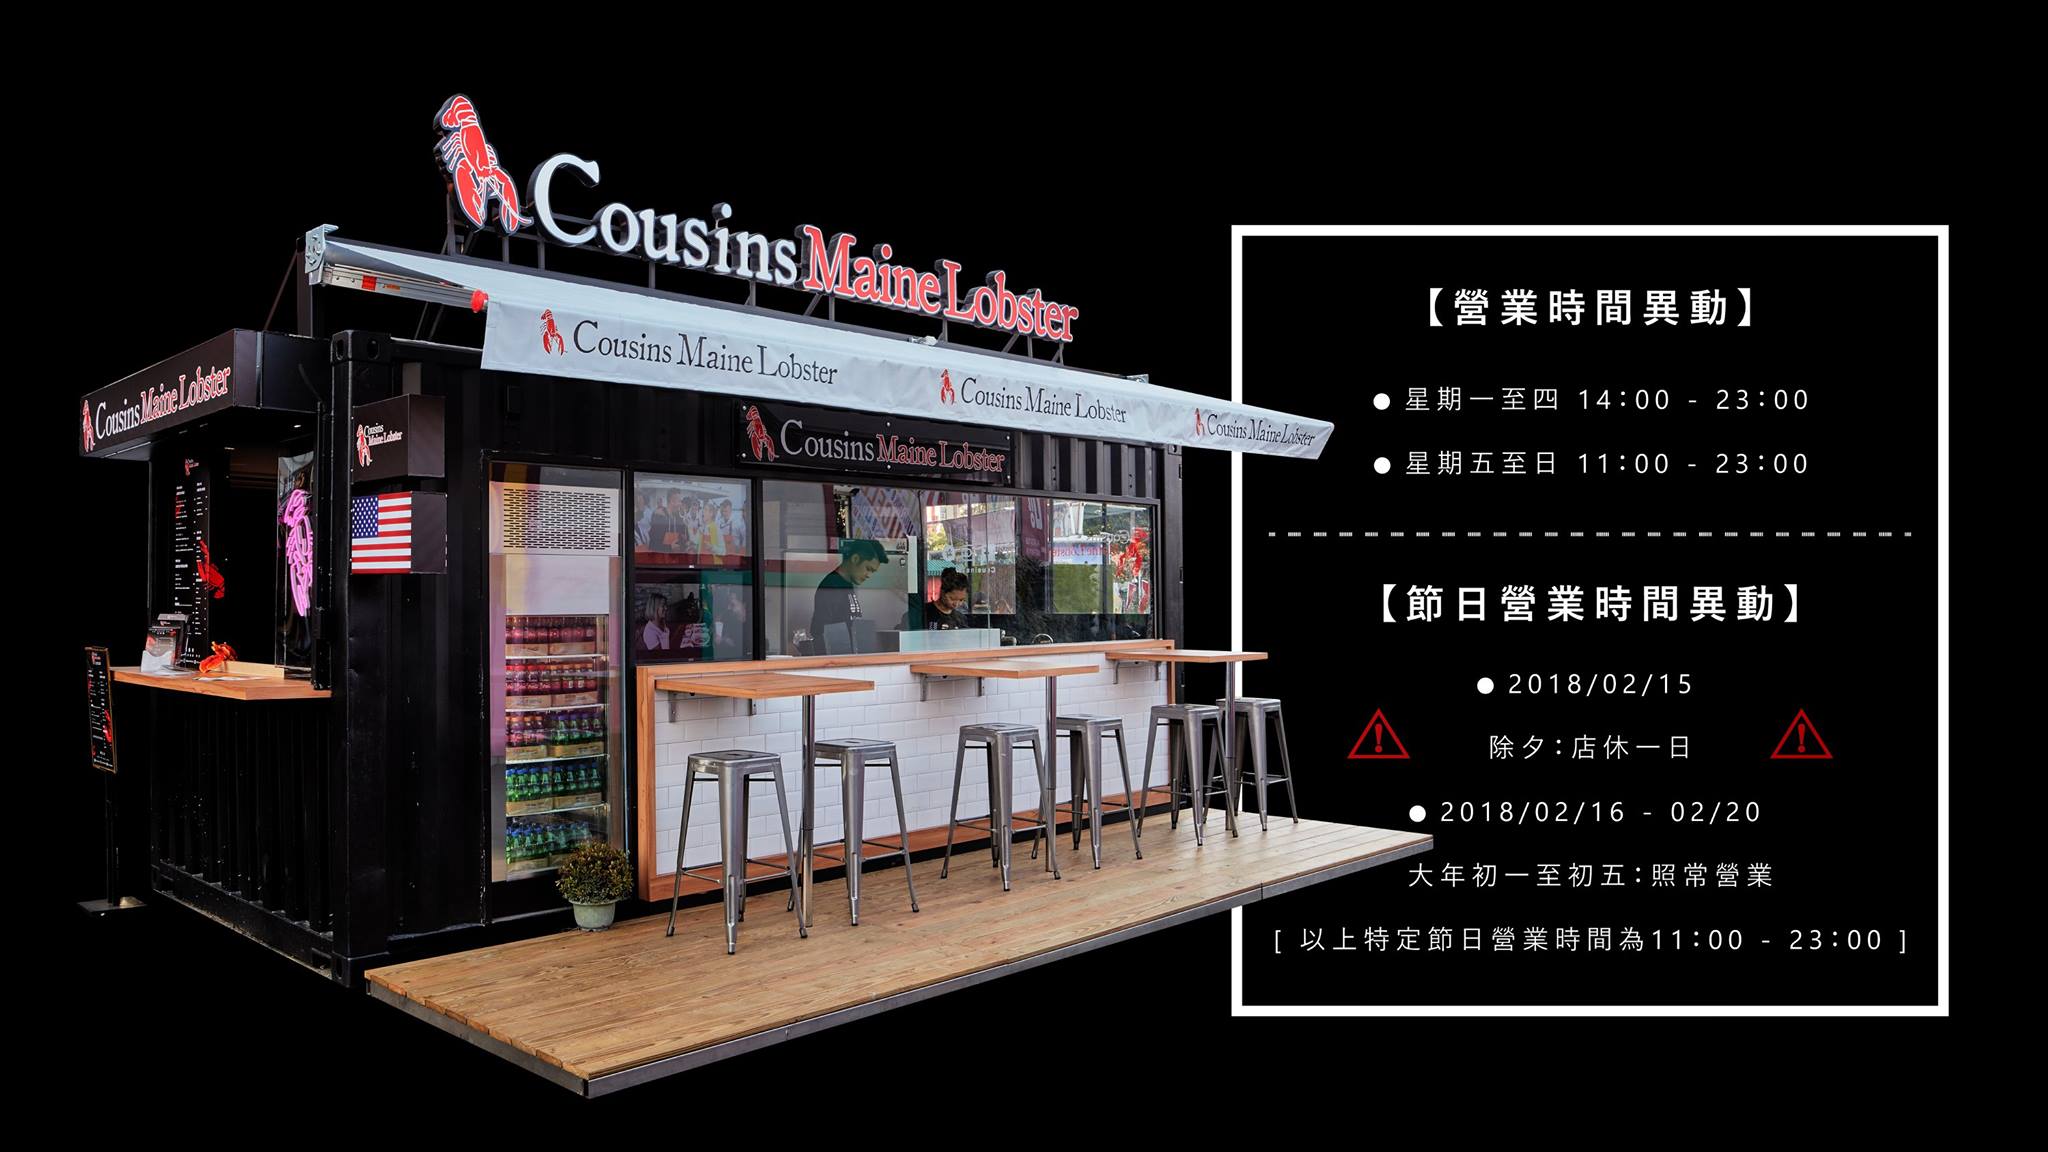 Cousins Maine Lobster
Cousins Maine Lobster
Cousins Maine Lobster
Cousins Maine Lobster
Cousins Maine Lobster
Cousins Maine Lobster
Cousins
Maine Lobster
【營業時間異動】
● 星期一至四 14:00 - 23:00
● 星期五至日 11:00 - 23:00
【節日營業時間異動】
● 2018/02/15
除夕:店休一日
● 2018/02/16 - 02/20
大年初一至初五:照常營業
[ 以上特定節日營業時間為11:00 - 23:00 ]